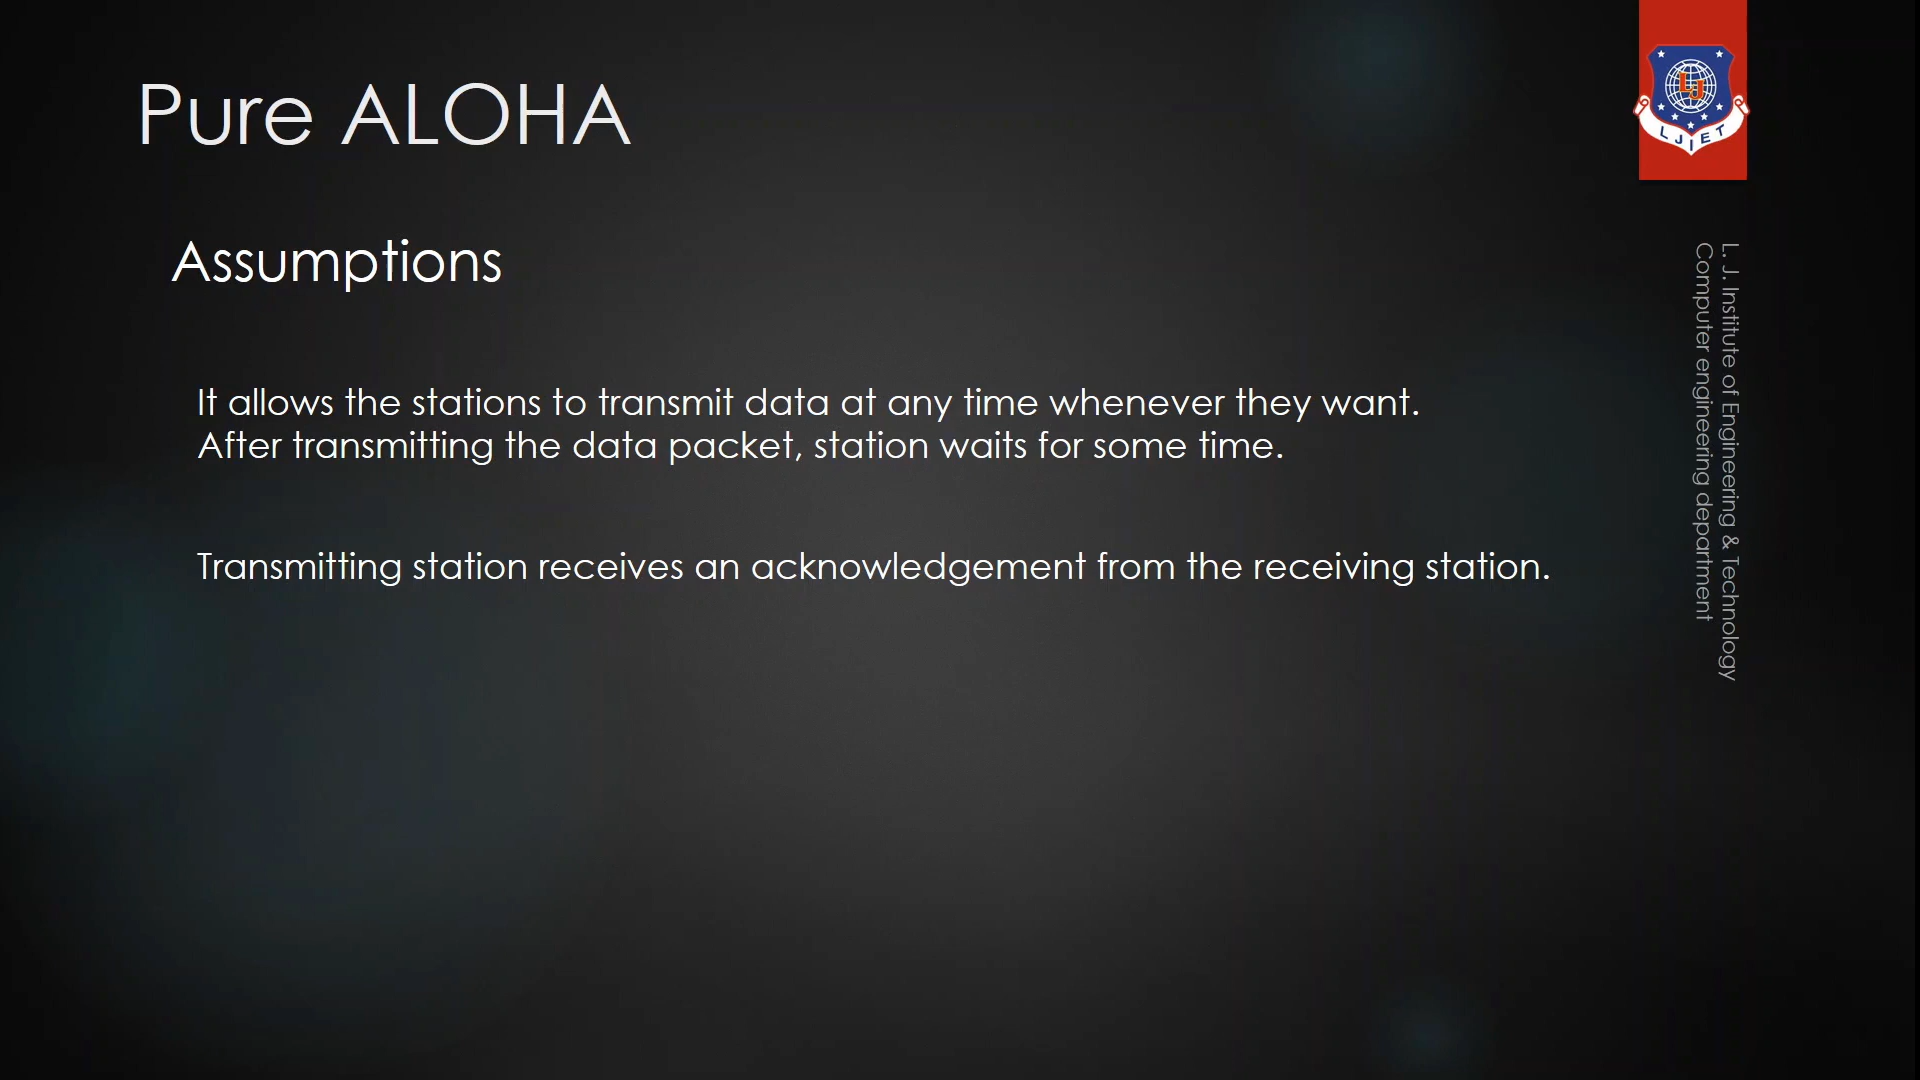 Pure ALOHA
Assumptions
It allows the stations to transmit data at any time whenever they want.
After transmitting the data packet, station waits for some time.
Transmitting station receives an acknowledgement from the receiving station.
LJ
LJIET
L. J. Institute of Engineering & Technology
Computer engineering department